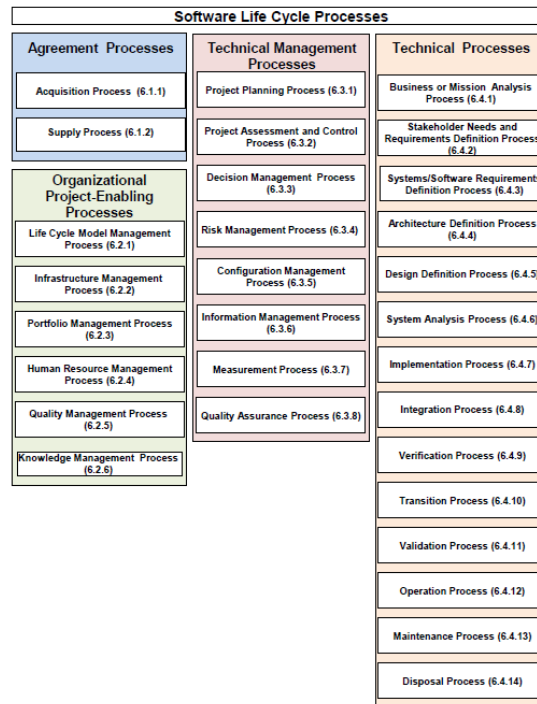 Software Life Cycle Processes
Agreement Processes
Acquisition Process (6.1.1)
Supply Process (6.1.2)
Organizational
Project-Enabling
Processes
Life Cycle Model Management
Process (6.2.1)
Infrastructure Management
Process (6.2.2)
Portfolio Management Process
(6.2.3)
Human Resource Management
Process (6.2.4)
Quality Management Process
(6.2.5)
Knowledge Management Process
(6.2.6)
Technical Management
Processes
Project Planning Process (6.3.1)
Project Assessment and Control
Process (6.3.2)
Decision Management Process
(6.3.3)
Risk Management Process (6.3.4)
Configuration Management
Process (6.3.5)
Information Management Process
(6.3.6)
Measurement Process (6.3.7)
Quality Assurance Process (6.3.8)
Technical Processes
Business or Mission Analysis
Process (6.4.1)
Stakeholder Needs and
Requirements Definition Process
(6.4.2)
Systems/Software Requirements
Definition Process (6.4.3)
Architecture Definition Process
(6.4.4)
Design Definition Process (6.4.5)
System Analysis Process (6.4.6)
Implementation Process (6.4.7)
Integration Process (6.4.8)
Verification Process (6.4.9)
Transition Process (6.4.10)
Validation Process (6.4.11)
Operation Process (6.4.12)
Maintenance Process (6.4.13)
Disposal Process (6.4.14)